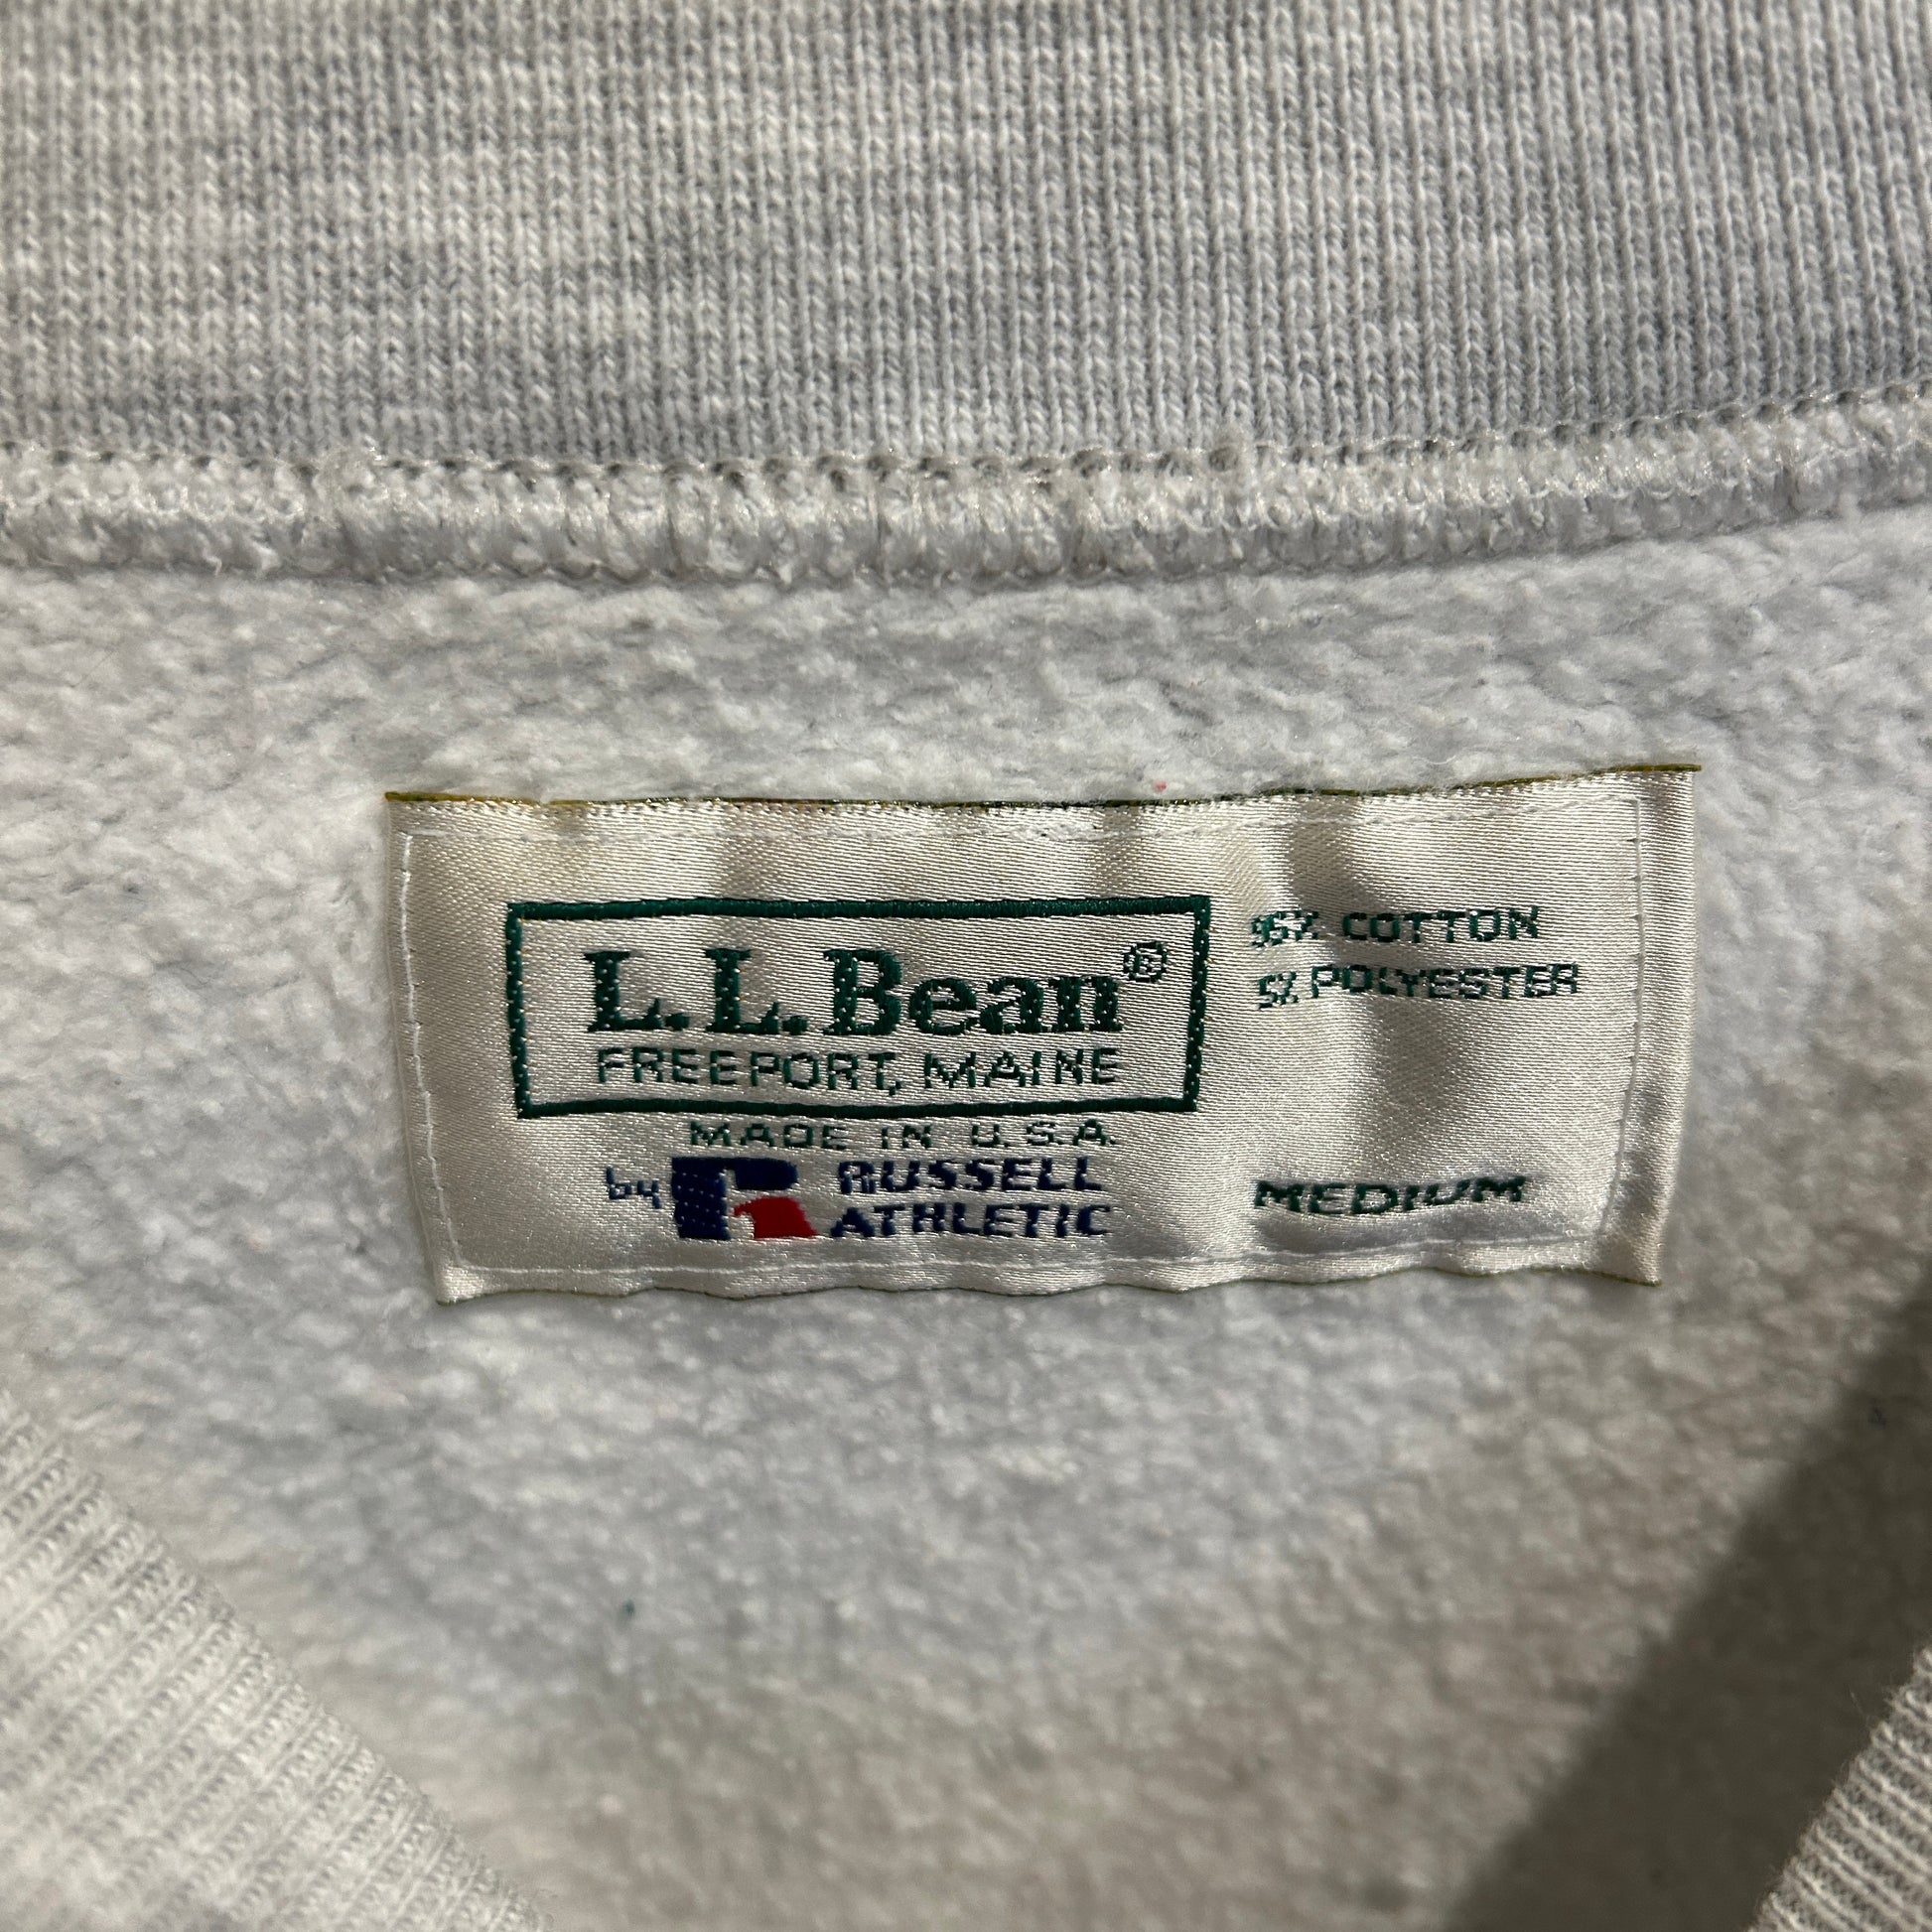 L.L.Bean®
FREEPORT, MAINE
MADE IN U.S.A.
by RUSSELL
ATHLETIC
95% COTTON
5% POLYESTER
MEDIUM